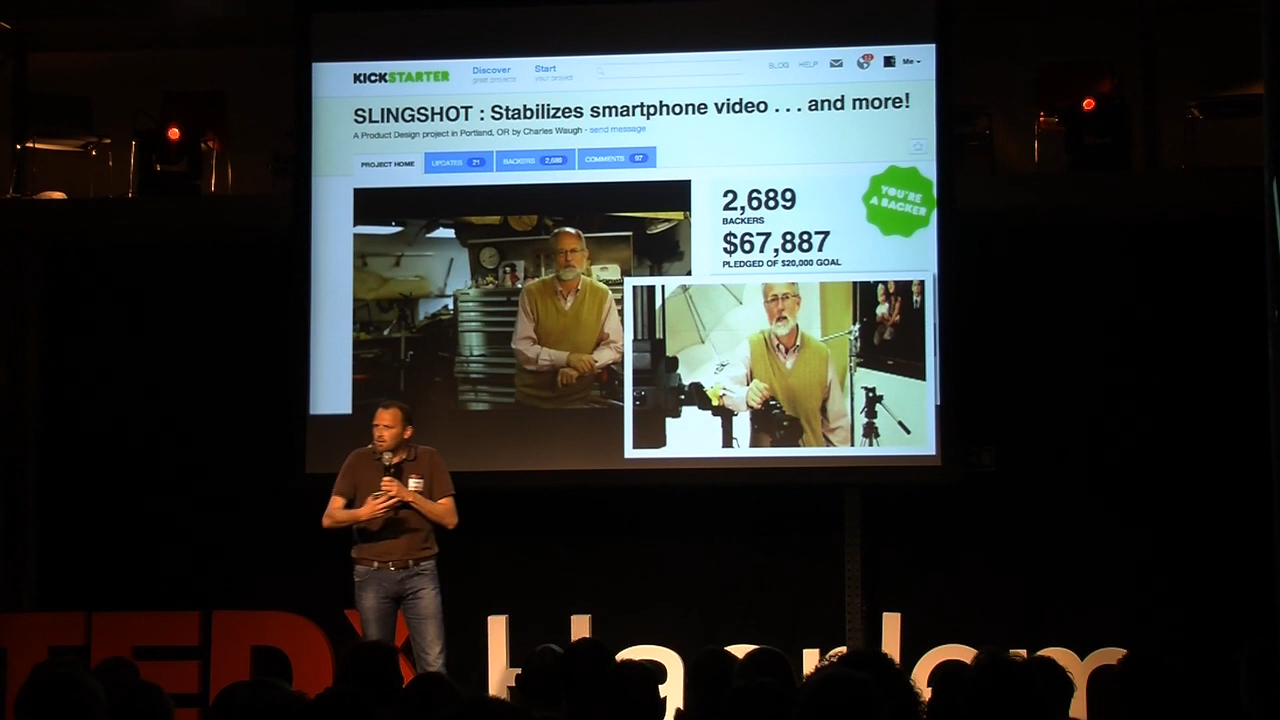 KICKSTARTER
Discover
great projects
Start
your project
BLOG
HELP
Me
SLINGSHOT : Stabilizes smartphone video . . . and more!
A Product Design project in Portland, OR by Charles Waugh · send message
PROJECT HOME
UPDATES 21
BACKERS 2,689
COMMENTS 97
YOU'RE
A BACKER
2,689
BACKERS
$67,887
PLEDGED OF $20,000 GOAL
TEDx